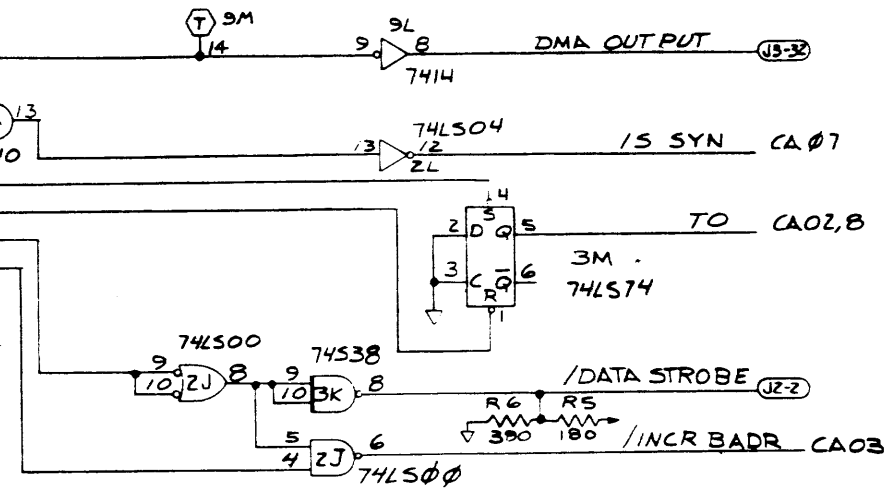 T 9M
14
9L
9 8
DMA OUTPUT
J3-32
7414
13
74LS04
13 12
2L
/S SYN CA Ø7
10
4
S
2 D Q 5
TO CA02,8
3 C Q 6
R
1
3M
74LS74
74LS00
9
10 2J 8
74S38
9
10 3K 8
/DATA STROBE
J2-2
R6 R5
390 180
5
4 2J 6
/INCR BADR CA03
74LSØØ